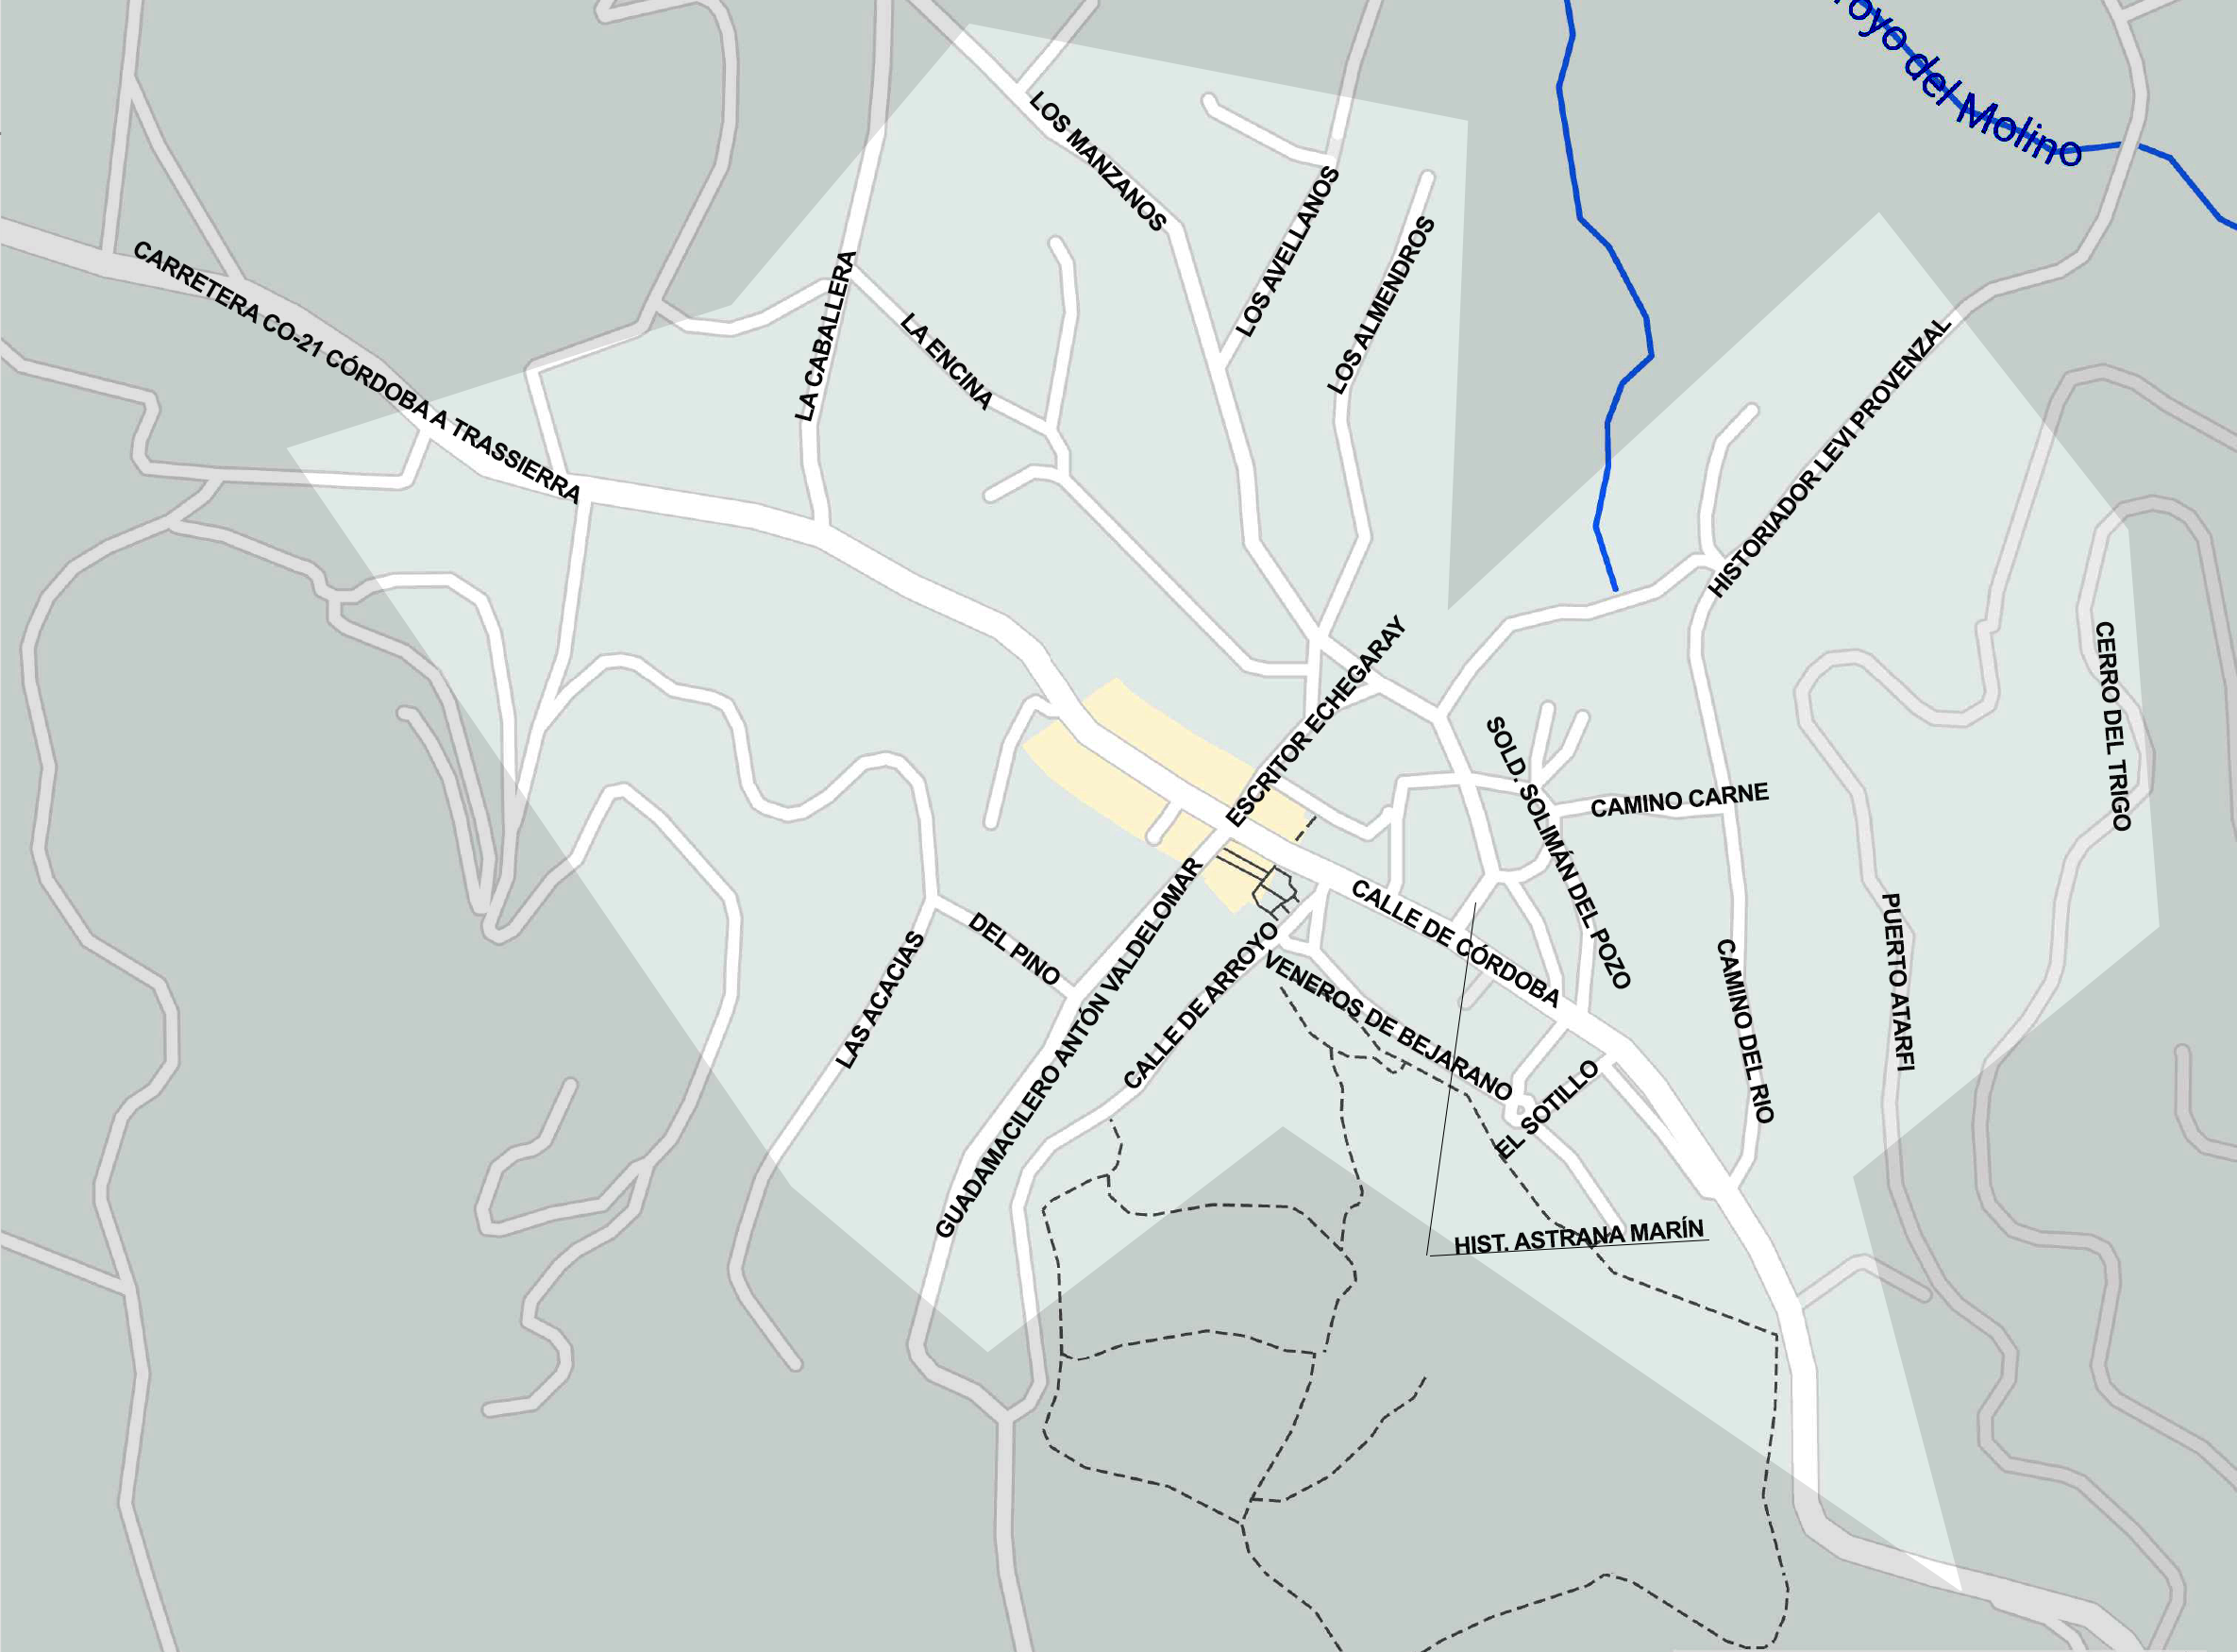 royo del Molino
LOS MANZANOS
LOS AVELLANOS
LOS ALMENDROS
CARRETERA CO-21 CÓRDOBA A TRASSIERRA
LA CABALLERA
LA ENCINA
HISTORIADOR LEVI PROVENZAL
ESCRITOR ECHEGARAY
CERRO DEL TRIGO
SOLD. SOLIMÁN DEL POZO
CAMINO CARNE
GUADAMACILERO ANTÓN VALDELOMAR
CALLE DE CÓRDOBA
DEL PINO
LAS ACACIAS
CALLE DE ARROYO
VENEROS DE BEJARANO
CAMINO DEL RIO
PUERTO ATARFI
EL SOTILLO
HIST. ASTRANA MARÍN